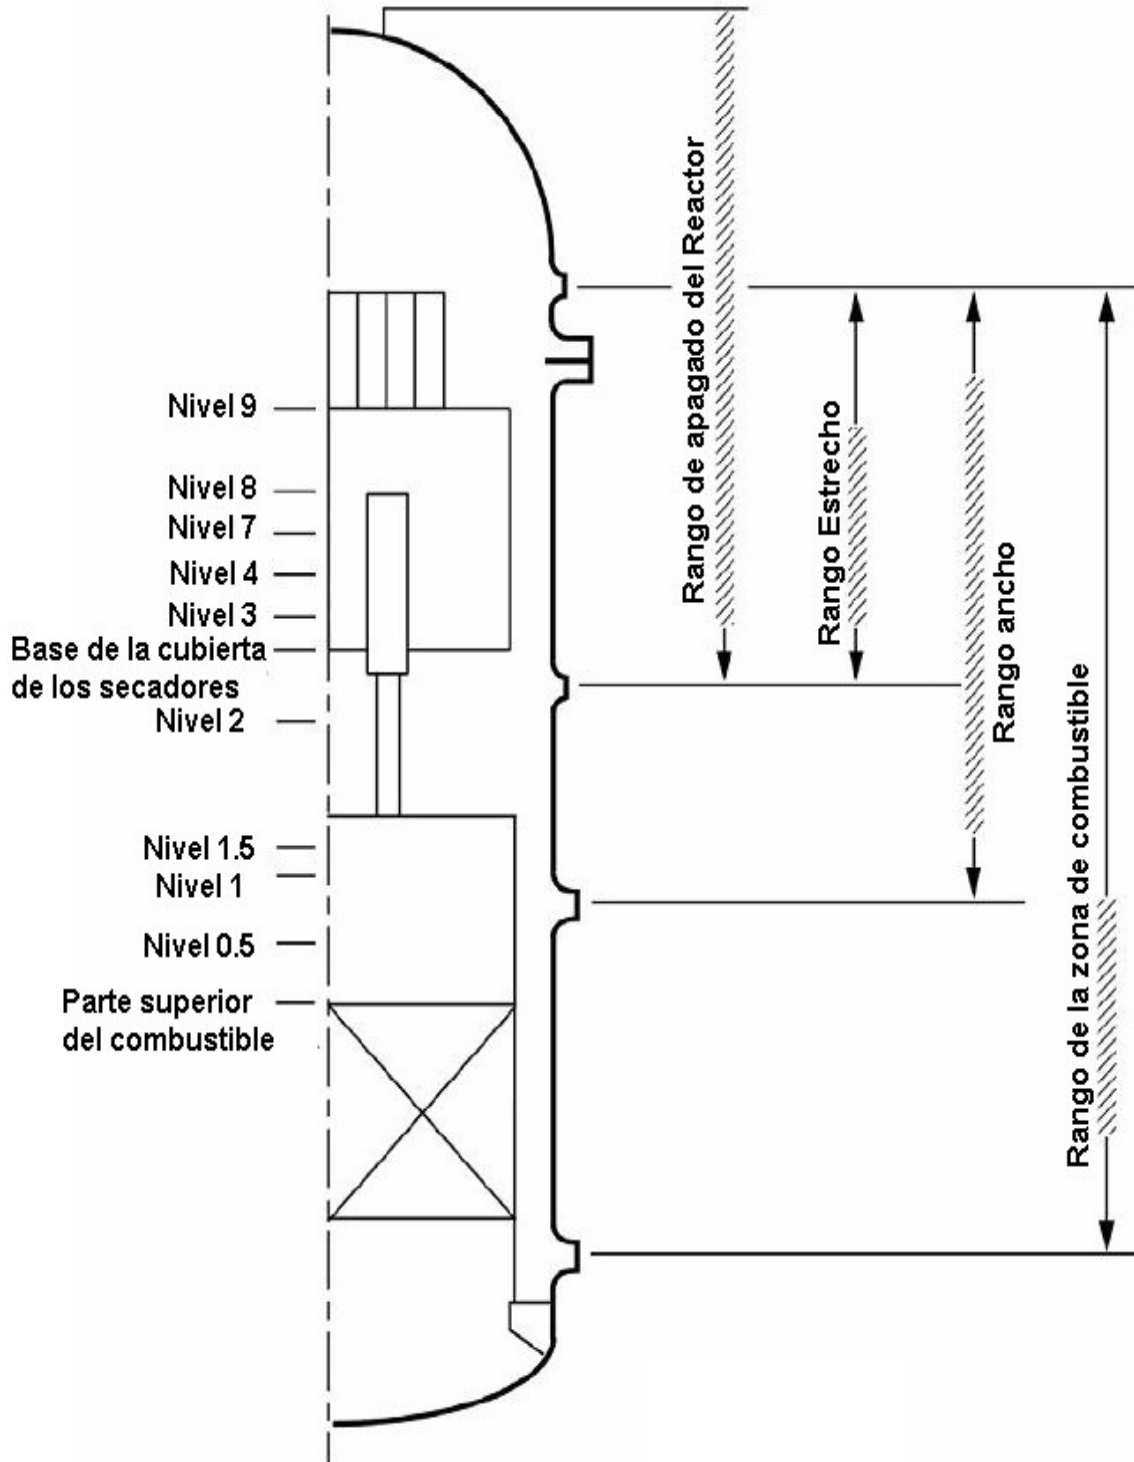 Nivel 9
Nivel 8
Nivel 7
Nivel 4
Nivel 3
Base de la cubierta
de los secadores
Nivel 2
Nivel 1.5
Nivel 1
Nivel 0.5
Parte superior
del combustible
Rango de apagado del Reactor
Rango Estrecho
Rango ancho
Rango de la zona de combustible